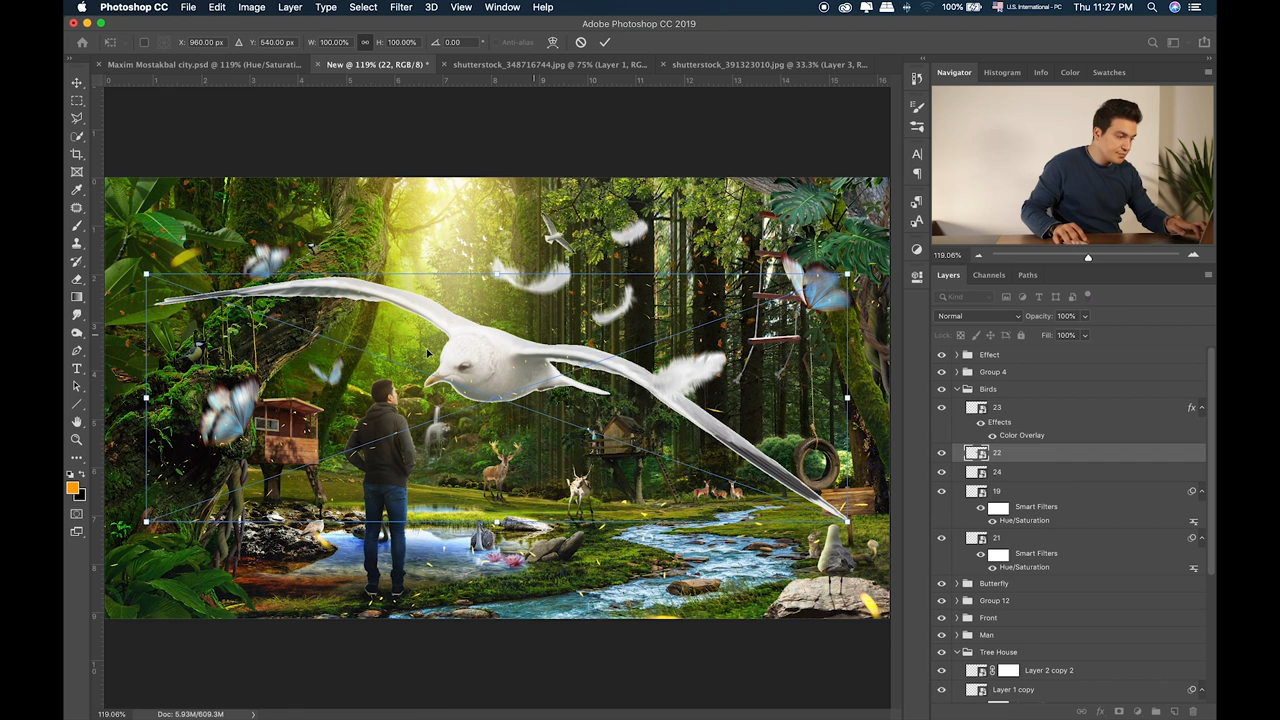 Photoshop CC File Edit Image Layer Type Select Filter 3D View Window Help 100% U.S. International - PC Thu 11:27 PM
Adobe Photoshop CC 2019
X: 960.00 px Y: 540.00 px W: 100.00% H: 100.00% 0.00 ° Anti-alias
Maxim Mostakbal city.psd @ 119% (Hue/Saturati... New @ 119% (22, RGB/8) * shutterstock_348716744.jpg @ 75% (Layer 1, RG... shutterstock_391323010.jpg @ 33.3% (Layer 3, R...
Navigator Histogram Info Color Swatches
119.06%
Layers Channels Paths
Kind
Normal Opacity: 100%
Lock: Fill: 100%
Effect
Group 4
Birds
23 fx
Effects
Color Overlay
22
24
19
Smart Filters
Hue/Saturation
21
Smart Filters
Hue/Saturation
Butterfly
Group 12
Front
Man
Tree House
Layer 2 copy 2
Layer 1 copy
119.06% Doc: 5.93M/609.3M